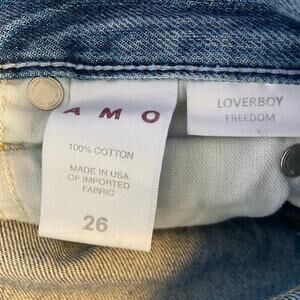 AMO
100% COTTON
MADE IN USA
OF IMPORTED
FABRIC
26
LOVERBOY
FREEDOM